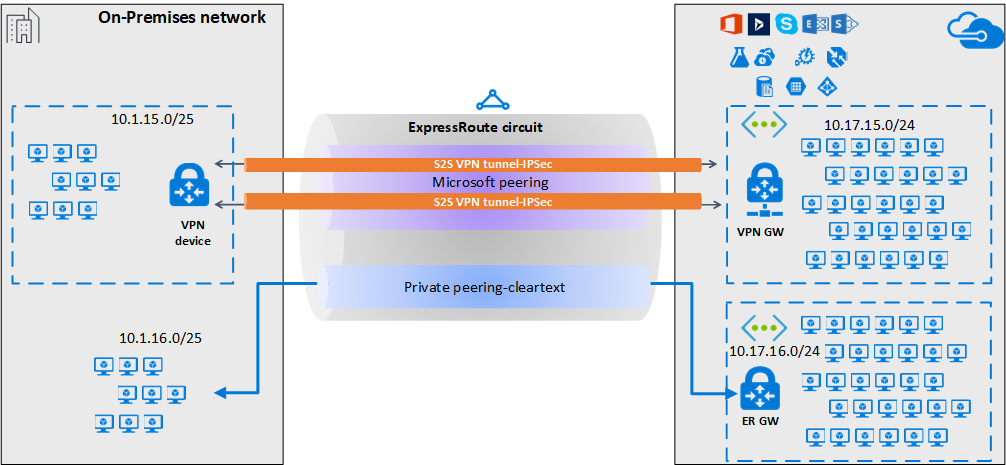 On-Premises network
10.1.15.0/25
VPN
device
10.1.16.0/25
ExpressRoute circuit
S2S VPN tunnel-IPSec
Microsoft peering
S2S VPN tunnel-IPSec
Private peering-cleartext
10.17.15.0/24
VPN GW
10.17.16.0/24
ER GW